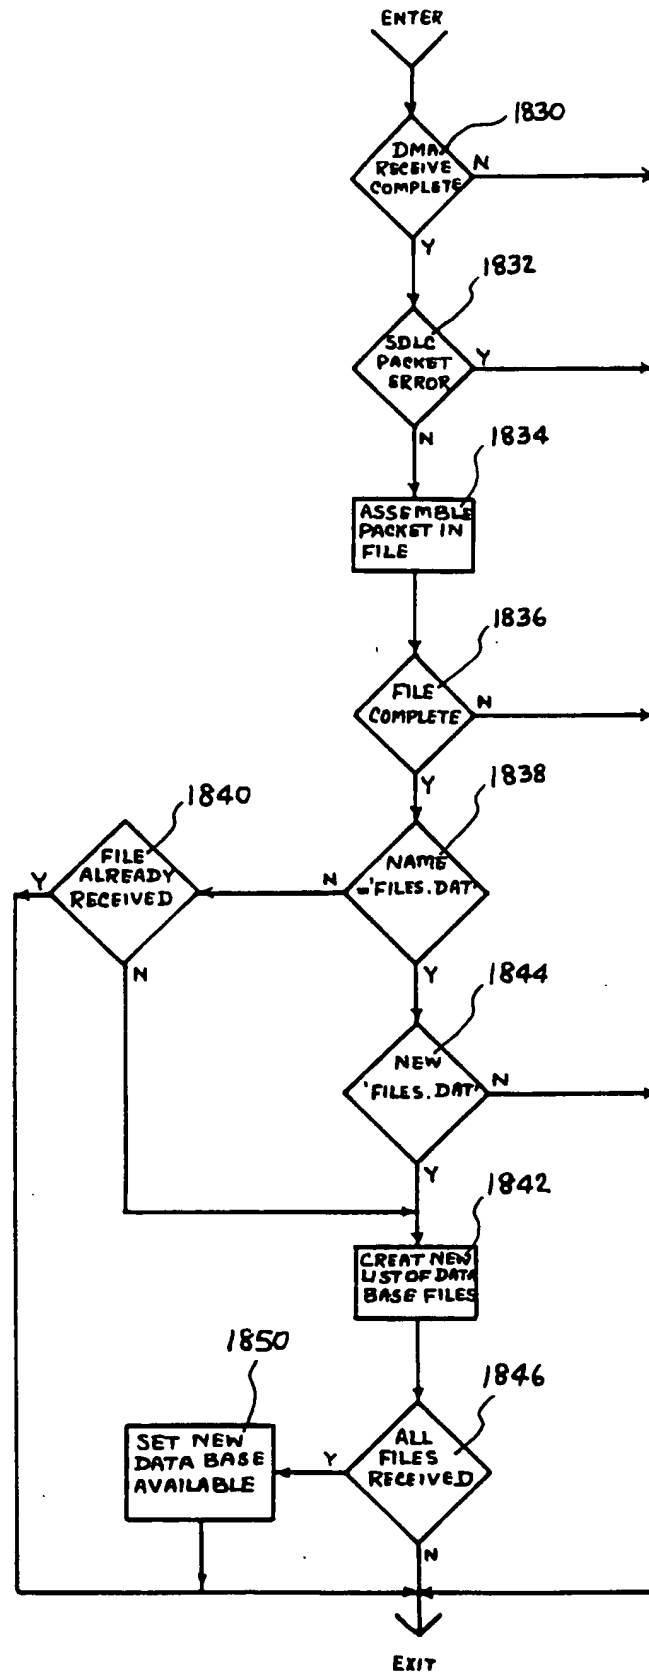 ENTER
1830
DMA
RECEIVE
COMPLETE
N
Y
1832
SDLC
PACKET
ERROR
Y
N
1834
ASSEMBLE
PACKET IN
FILE
1836
FILE
COMPLETE
N
Y
1838
NAME
='FILES.DAT'
N
Y
1840
FILE
ALREADY
RECEIVED
Y
N
1844
NEW
'FILES.DAT'
N
Y
1842
CREAT NEW
LIST OF DATA
BASE FILES
1846
ALL
FILES
RECEIVED
Y
N
1850
SET NEW
DATA BASE
AVAILABLE
EXIT